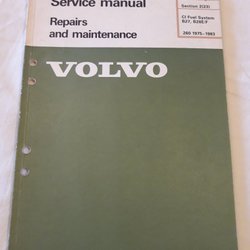 Service manual
Repairs
and maintenance
Section 2(23)
CI Fuel System
B27, B28E/F
260 1975-1983
VOLVO